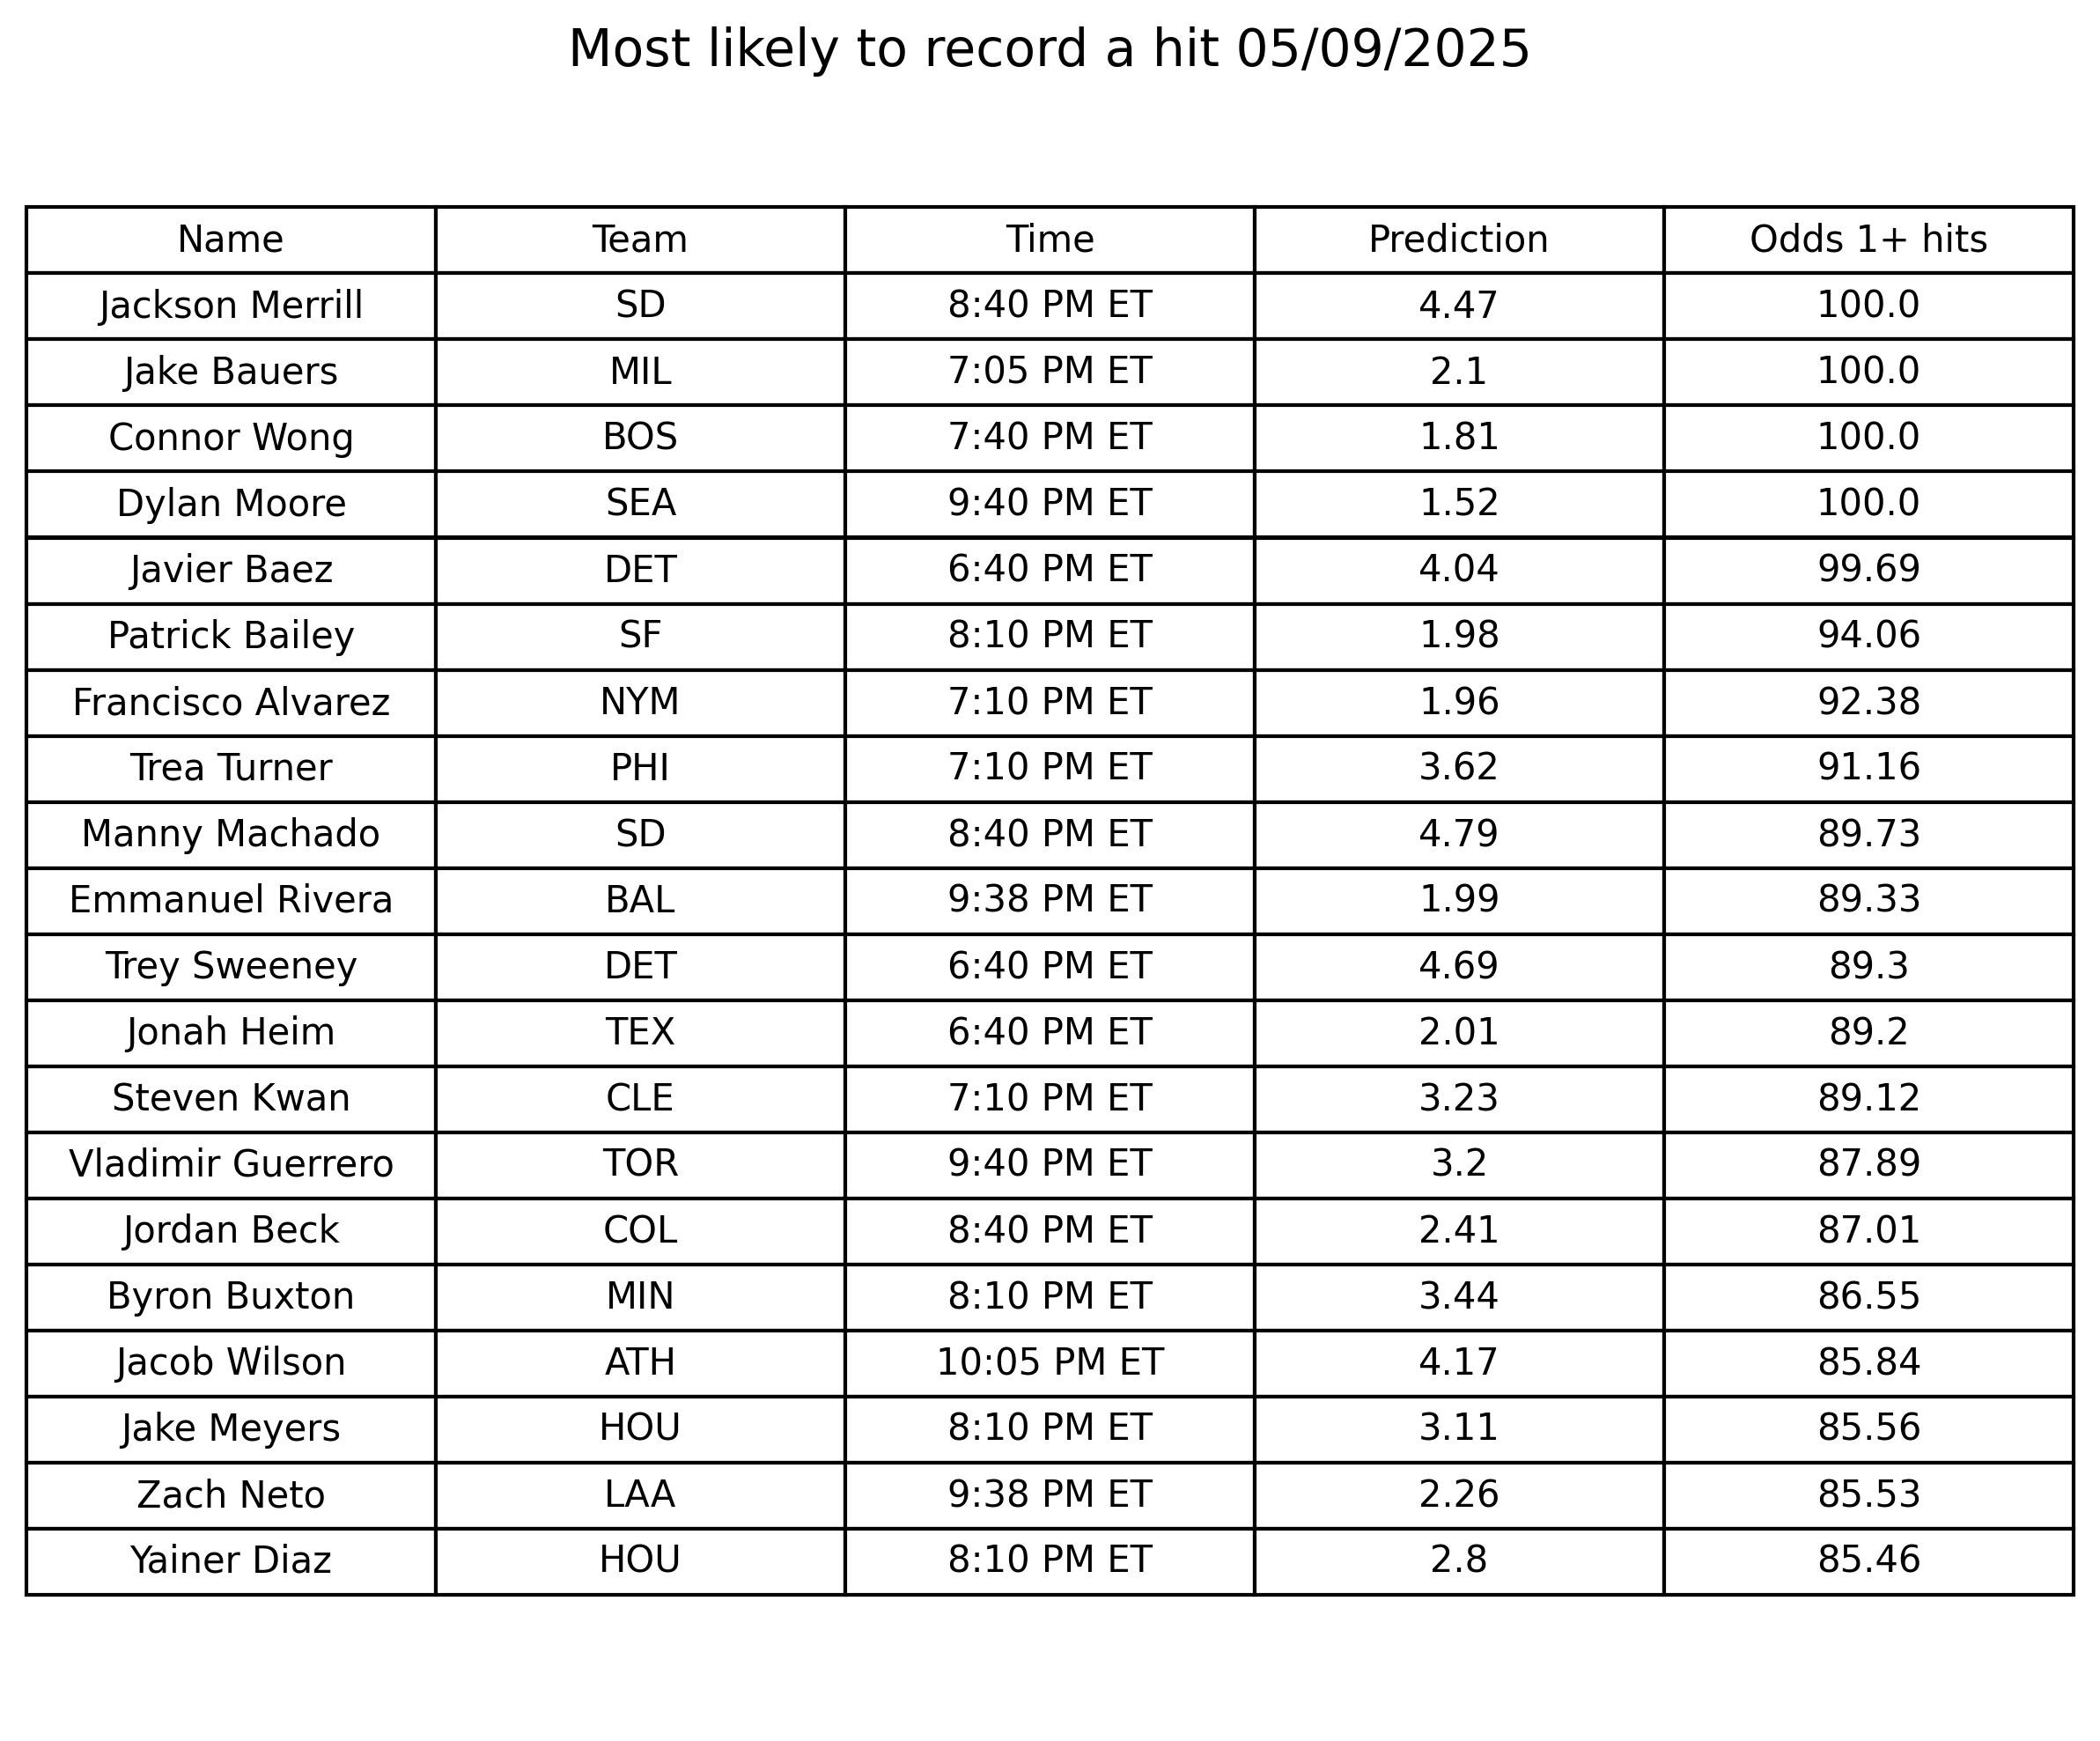 Most likely to record a hit 05/09/2025
Name Team Time Prediction Odds 1+ hits
Jackson Merrill SD 8:40 PM ET 4.47 100.0
Jake Bauers MIL 7:05 PM ET 2.1 100.0
Connor Wong BOS 7:40 PM ET 1.81 100.0
Dylan Moore SEA 9:40 PM ET 1.52 100.0
Javier Baez DET 6:40 PM ET 4.04 99.69
Patrick Bailey SF 8:10 PM ET 1.98 94.06
Francisco Alvarez NYM 7:10 PM ET 1.96 92.38
Trea Turner PHI 7:10 PM ET 3.62 91.16
Manny Machado SD 8:40 PM ET 4.79 89.73
Emmanuel Rivera BAL 9:38 PM ET 1.99 89.33
Trey Sweeney DET 6:40 PM ET 4.69 89.3
Jonah Heim TEX 6:40 PM ET 2.01 89.2
Steven Kwan CLE 7:10 PM ET 3.23 89.12
Vladimir Guerrero TOR 9:40 PM ET 3.2 87.89
Jordan Beck COL 8:40 PM ET 2.41 87.01
Byron Buxton MIN 8:10 PM ET 3.44 86.55
Jacob Wilson ATH 10:05 PM ET 4.17 85.84
Jake Meyers HOU 8:10 PM ET 3.11 85.56
Zach Neto LAA 9:38 PM ET 2.26 85.53
Yainer Diaz HOU 8:10 PM ET 2.8 85.46